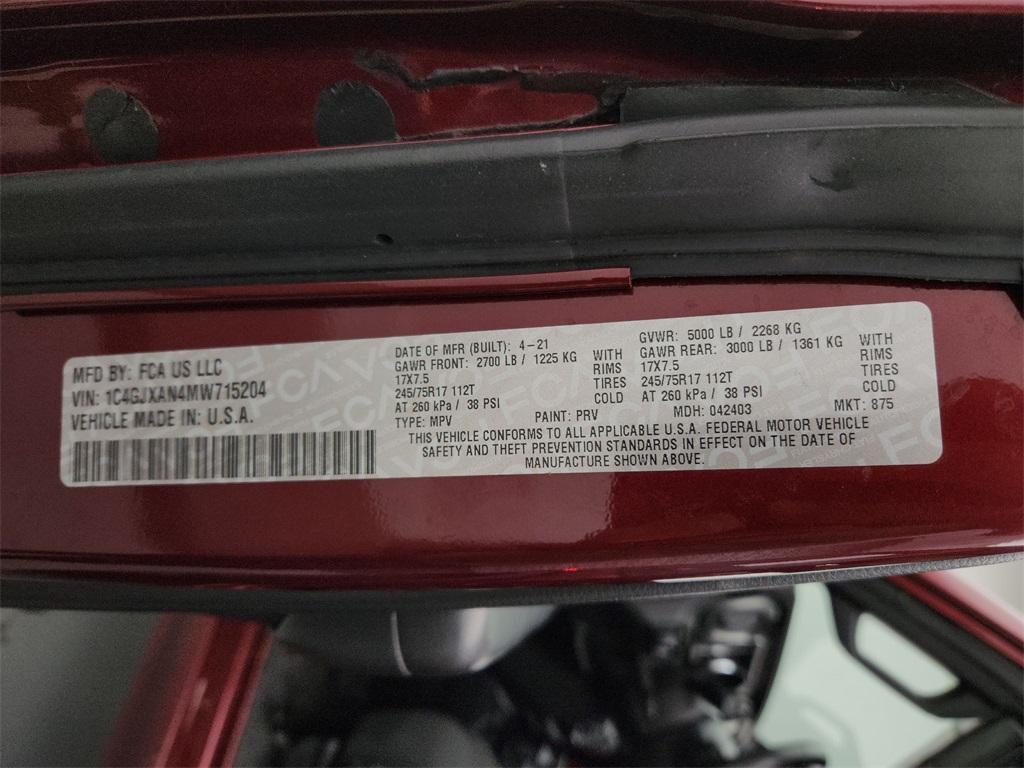 MFD BY: FCA US LLC
VIN: 1C4GJXAN4MW715204
VEHICLE MADE IN: U.S.A.
DATE OF MFR (BUILT): 4-21
GAWR FRONT: 2700 LB / 1225 KG WITH
17X7.5 RIMS
245/75R17 112T TIRES
AT 260 kPa / 38 PSI COLD
GVWR: 5000 LB / 2268 KG
GAWR REAR: 3000 LB / 1361 KG WITH
17X7.5 RIMS
245/75R17 112T TIRES
AT 260 kPa / 38 PSI COLD
TYPE: MPV PAINT: PRV MDH: 042403 MKT: 875
THIS VEHICLE CONFORMS TO ALL APPLICABLE U.S.A. FEDERAL MOTOR VEHICLE
SAFETY AND THEFT PREVENTION STANDARDS IN EFFECT ON THE DATE OF
MANUFACTURE SHOWN ABOVE.